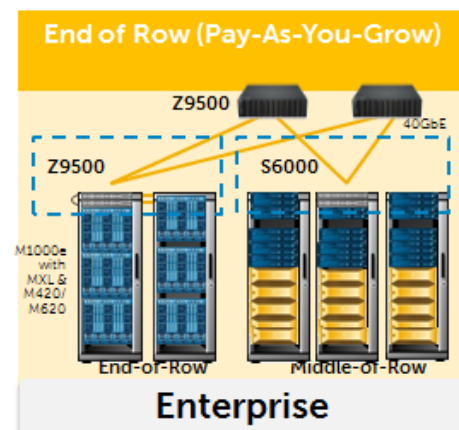 End of Row (Pay-As-You-Grow)
Z9500
40GbE
Z9500
S6000
M1000e
with
MXL &
M420/
M620
End-of-Row
Middle-of-Row
Enterprise